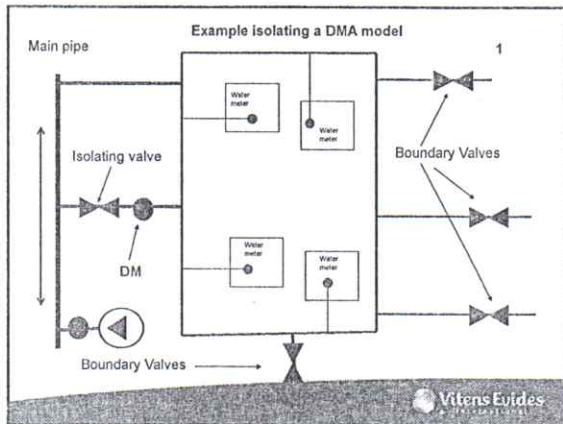 Example isolating a DMA model
Main pipe
1
Water
meter
Water
meter
Isolating valve
Boundary Valves
DM
Water
meter
Water
meter
Boundary Valves
Vitens Evides
International